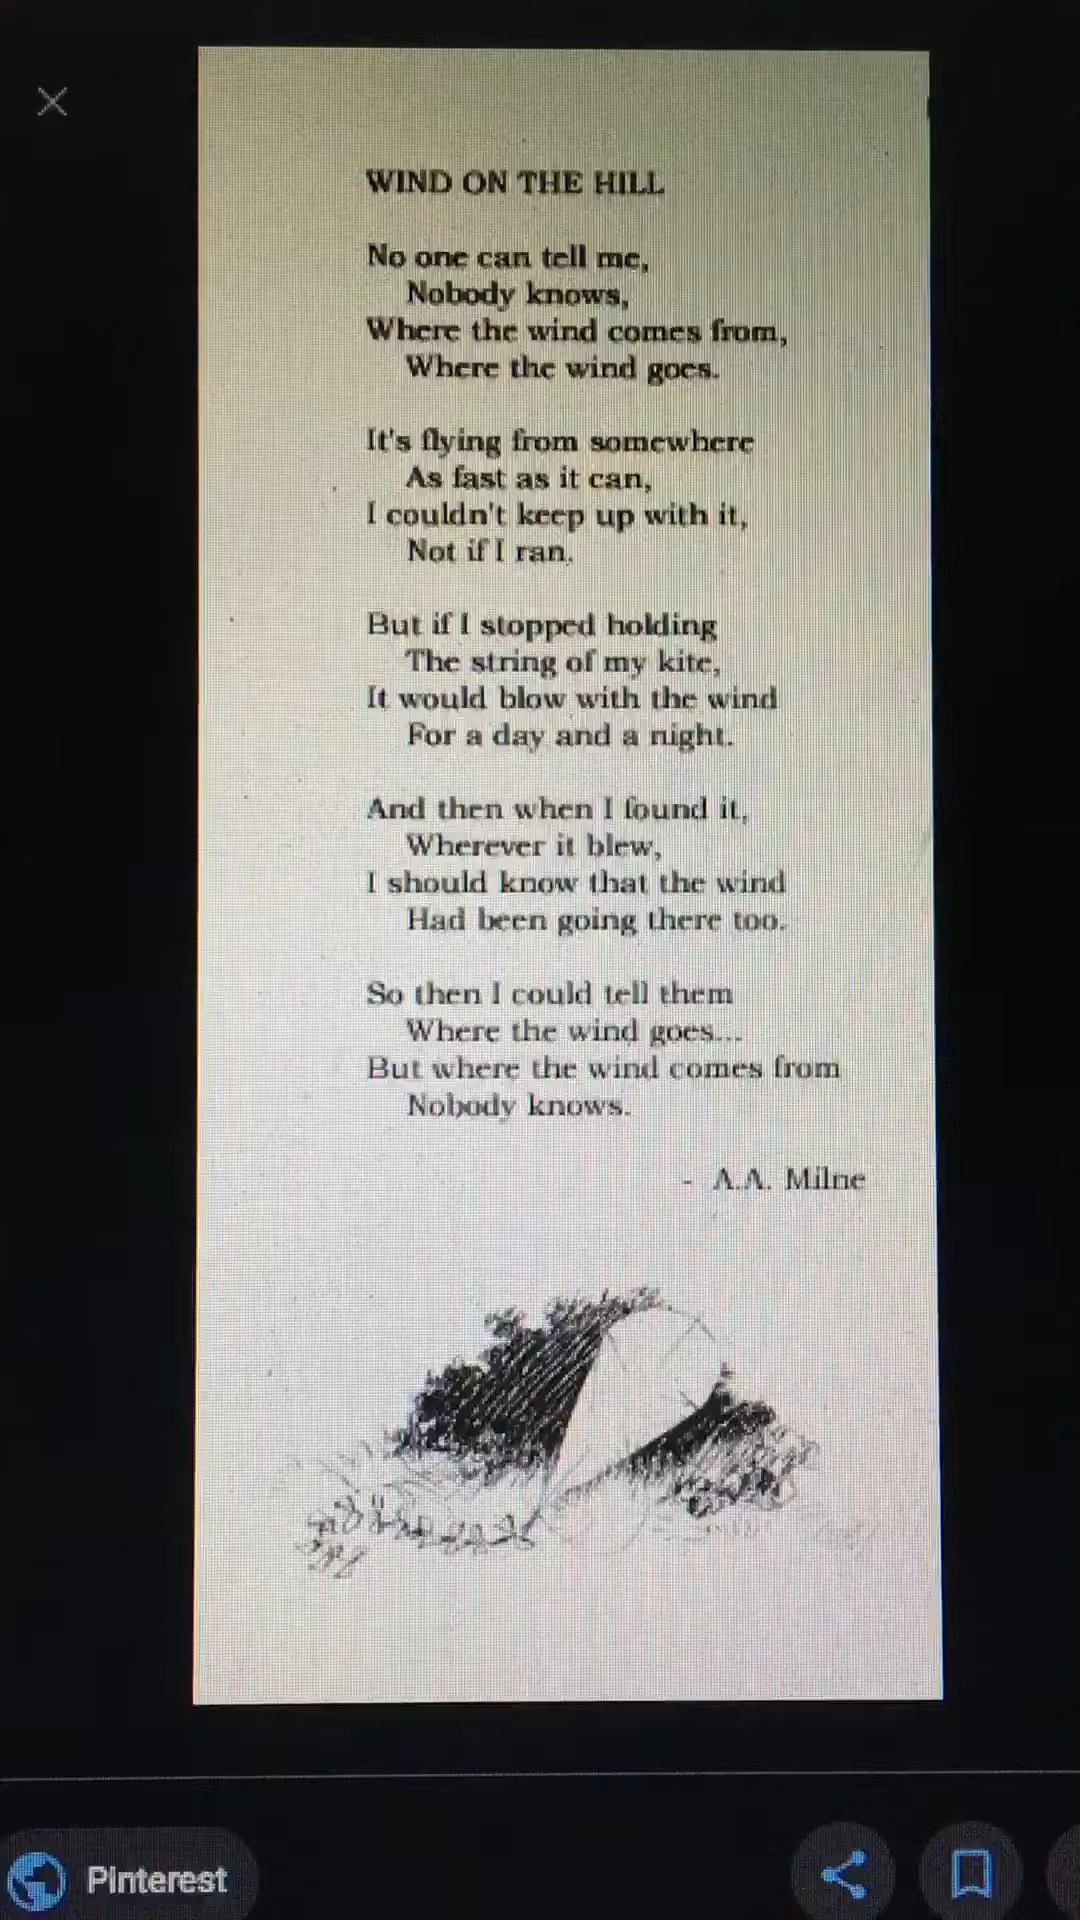 WIND ON THE HILL
No one can tell me,
Nobody knows,
Where the wind comes from,
Where the wind goes.
It's flying from somewhere
As fast as it can,
I couldn't keep up with it,
Not if I ran.
But if I stopped holding
The string of my kite,
It would blow with the wind
For a day and a night.
And then when I found it,
Wherever it blew,
I should know that the wind
Had been going there too.
So then I could tell them
Where the wind goes...
But where the wind comes from
Nobody knows.
- A.A. Milne
Pinterest